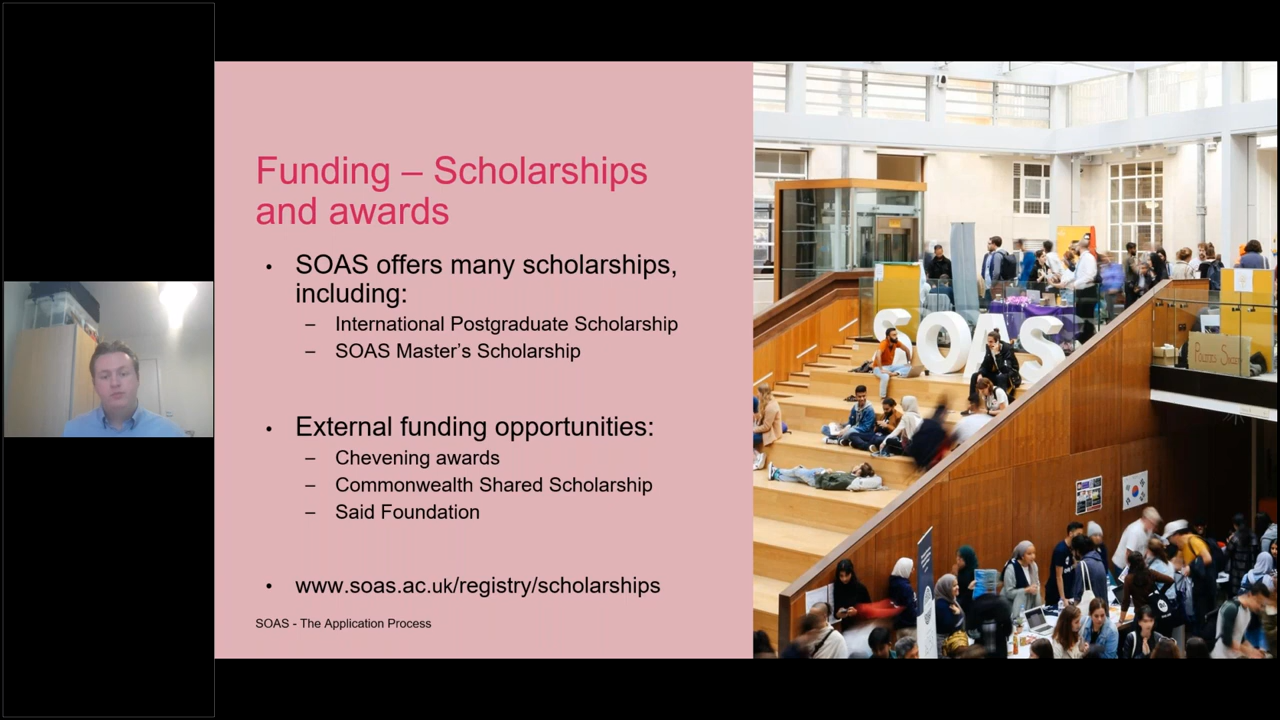 Funding – Scholarships
and awards
• SOAS offers many scholarships,
including:
– International Postgraduate Scholarship
– SOAS Master’s Scholarship
• External funding opportunities:
– Chevening awards
– Commonwealth Shared Scholarship
– Said Foundation
• www.soas.ac.uk/registry/scholarships
SOAS - The Application Process
SOAS